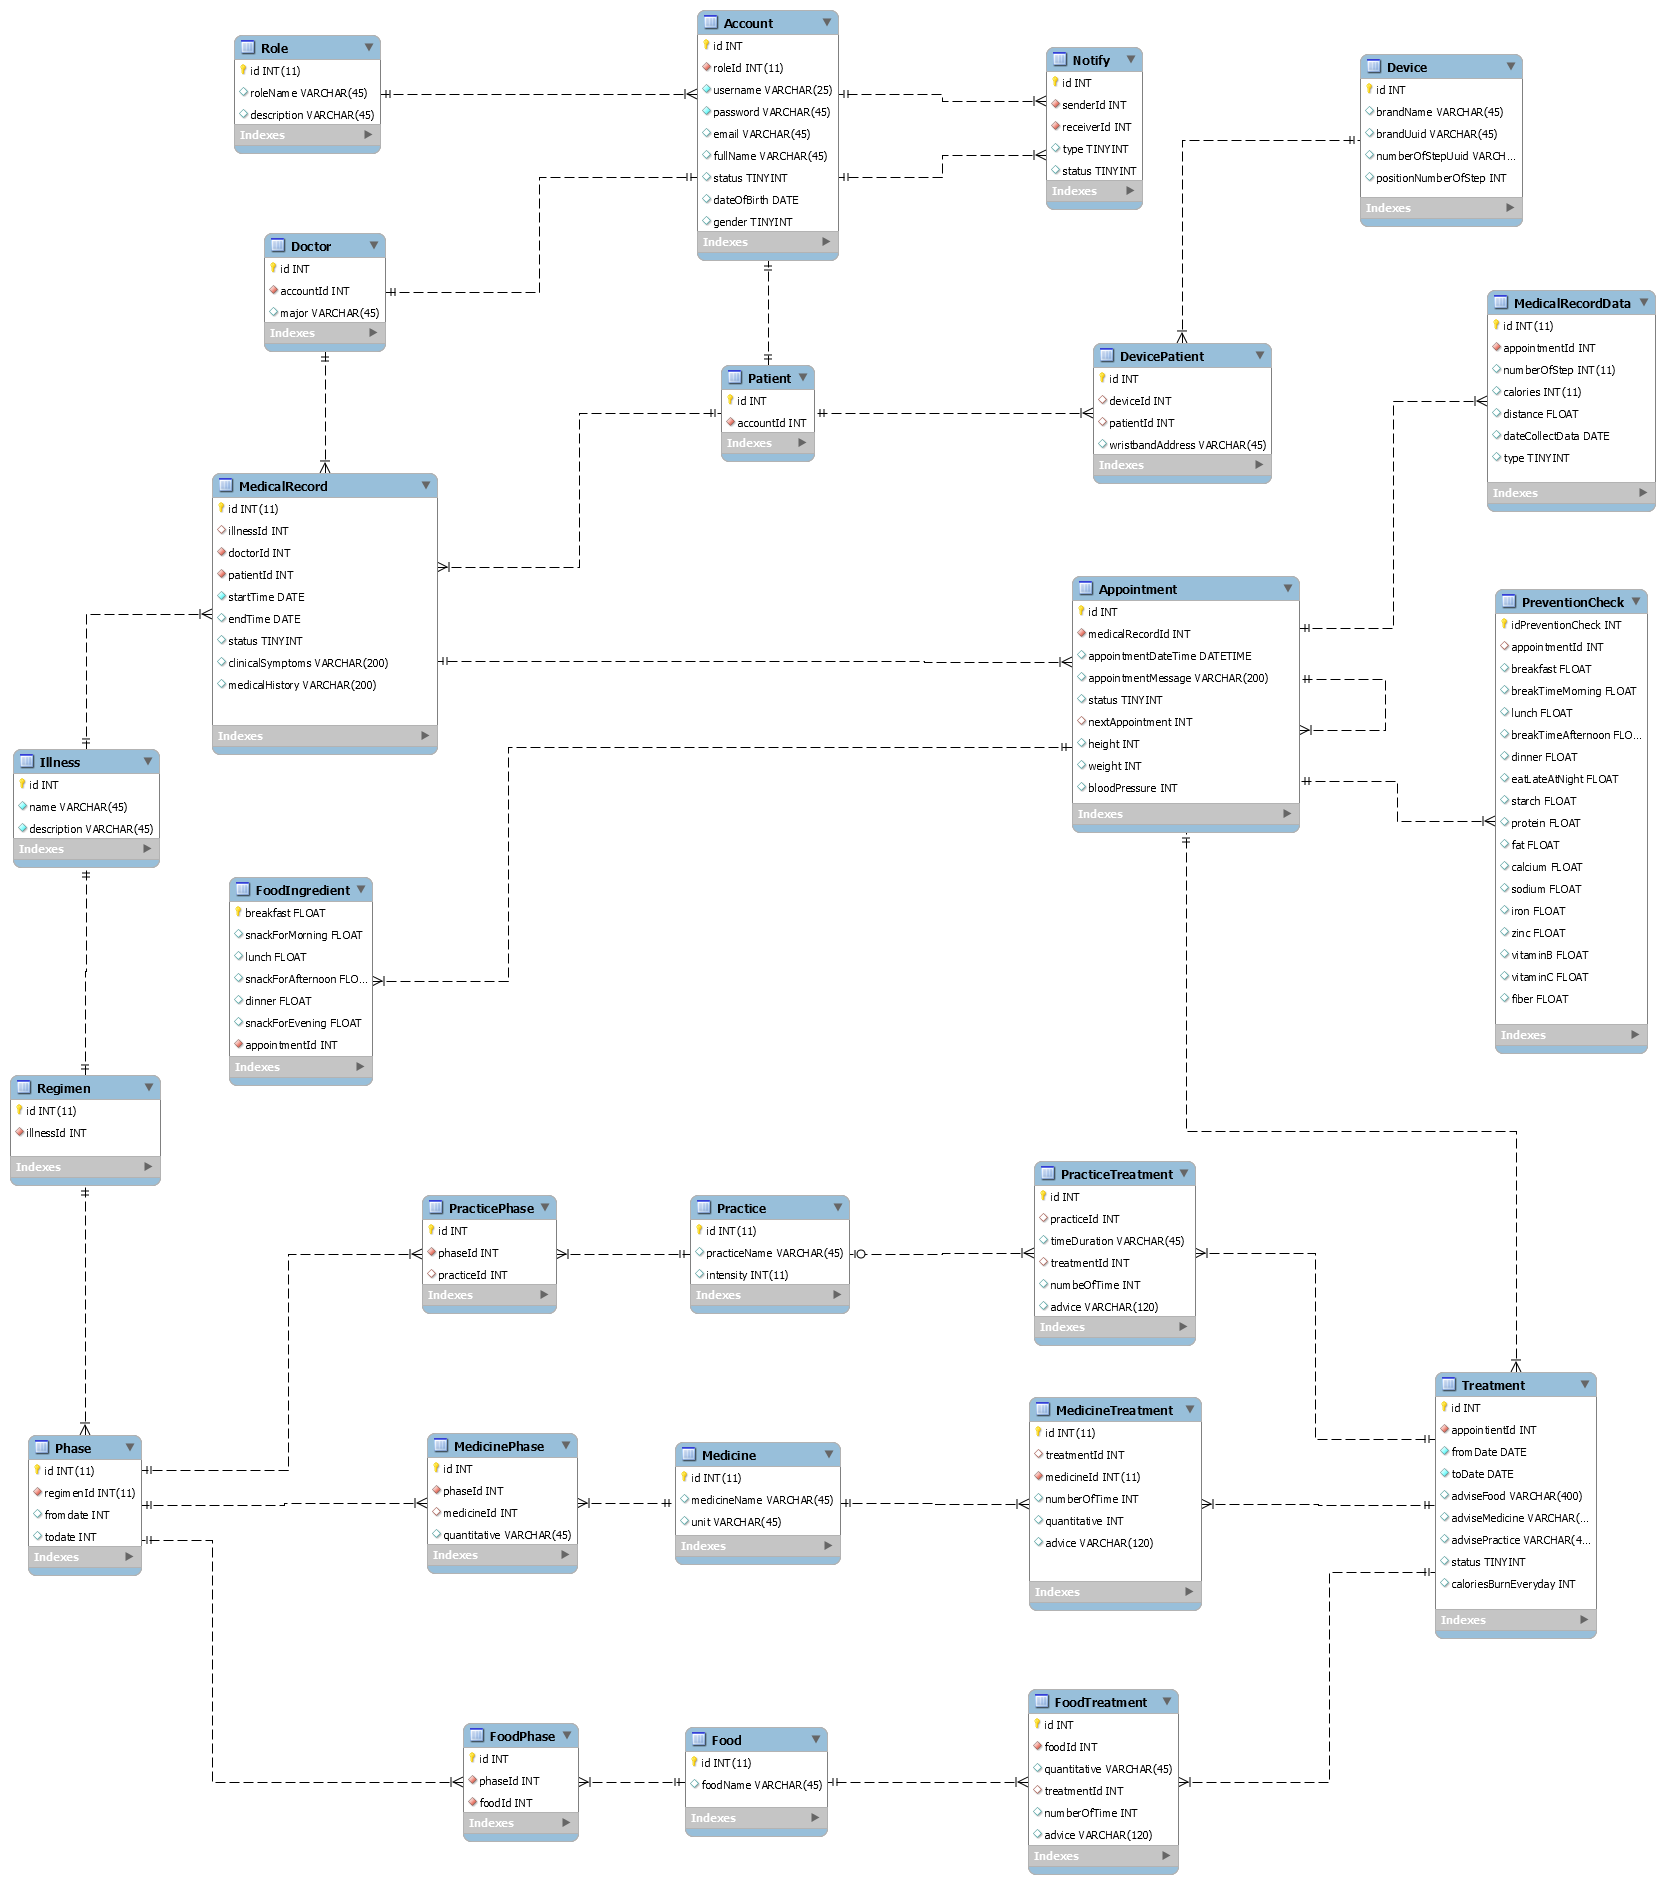 Account
id INT
roleId INT(11)
username VARCHAR(25)
password VARCHAR(45)
email VARCHAR(45)
fullName VARCHAR(45)
status TINYINT
dateOfBirth DATE
gender TINYINT
Indexes
Role
id INT(11)
roleName VARCHAR(45)
description VARCHAR(45)
Indexes
Notify
id INT
senderId INT
receiverId INT
type TINYINT
status TINYINT
Indexes
Device
id INT
brandName VARCHAR(45)
brandUuid VARCHAR(45)
numberOfStepUuid VARCH...
positionNumberOfStep INT
Indexes
Doctor
id INT
accountId INT
major VARCHAR(45)
Indexes
MedicalRecordData
id INT(11)
appointmentId INT
numberOfStep INT(11)
calories INT(11)
distance FLOAT
dateCollectData DATE
type TINYINT
Indexes
DevicePatient
id INT
deviceId INT
patientId INT
wristbandAddress VARCHAR(45)
Indexes
Patient
id INT
accountId INT
Indexes
MedicalRecord
id INT(11)
illnessId INT
doctorId INT
patientId INT
startTime DATE
endTime DATE
status TINYINT
clinicalSymptoms VARCHAR(200)
medicalHistory VARCHAR(200)
Indexes
Appointment
id INT
medicalRecordId INT
appointmentDateTime DATETIME
appointmentMessage VARCHAR(200)
status TINYINT
nextAppointment INT
height INT
weight INT
bloodPressure INT
Indexes
PreventionCheck
idPreventionCheck INT
appointmentId INT
breakfast FLOAT
breakTimeMorning FLOAT
lunch FLOAT
breakTimeAfternoon FLO...
dinner FLOAT
eatLateAtNight FLOAT
starch FLOAT
protein FLOAT
fat FLOAT
calcium FLOAT
sodium FLOAT
iron FLOAT
zinc FLOAT
vitaminB FLOAT
vitaminC FLOAT
fiber FLOAT
Indexes
Illness
id INT
name VARCHAR(45)
description VARCHAR(45)
Indexes
FoodIngredient
breakfast FLOAT
snackForMorning FLOAT
lunch FLOAT
snackForAfternoon FLO...
dinner FLOAT
snackForEvening FLOAT
appointmentId INT
Indexes
Regimen
id INT(11)
illnessId INT
Indexes
PracticePhase
id INT
phaseId INT
practiceId INT
Indexes
Practice
id INT(11)
practiceName VARCHAR(45)
intensity INT(11)
Indexes
PracticeTreatment
id INT
practiceId INT
timeDuration VARCHAR(45)
treatmentId INT
numbeOfTime INT
advice VARCHAR(120)
Indexes
Treatment
id INT
appointientId INT
fromDate DATE
toDate DATE
adviseFood VARCHAR(400)
adviseMedicine VARCHAR(...
advisePractice VARCHAR(4...
status TINYINT
caloriesBurnEveryday INT
Indexes
Phase
id INT(11)
regimenId INT(11)
fromdate INT
todate INT
Indexes
MedicinePhase
id INT
phaseId INT
medicineId INT
quantitative VARCHAR(45)
Indexes
Medicine
id INT(11)
medicineName VARCHAR(45)
unit VARCHAR(45)
Indexes
MedicineTreatment
id INT(11)
treatmentId INT
medicineId INT(11)
numberOfTime INT
quantitative INT
advice VARCHAR(120)
Indexes
FoodPhase
id INT
phaseId INT
foodId INT
Indexes
Food
id INT(11)
foodName VARCHAR(45)
Indexes
FoodTreatment
id INT
foodId INT
quantitative VARCHAR(45)
treatmentId INT
numberOfTime INT
advice VARCHAR(120)
Indexes